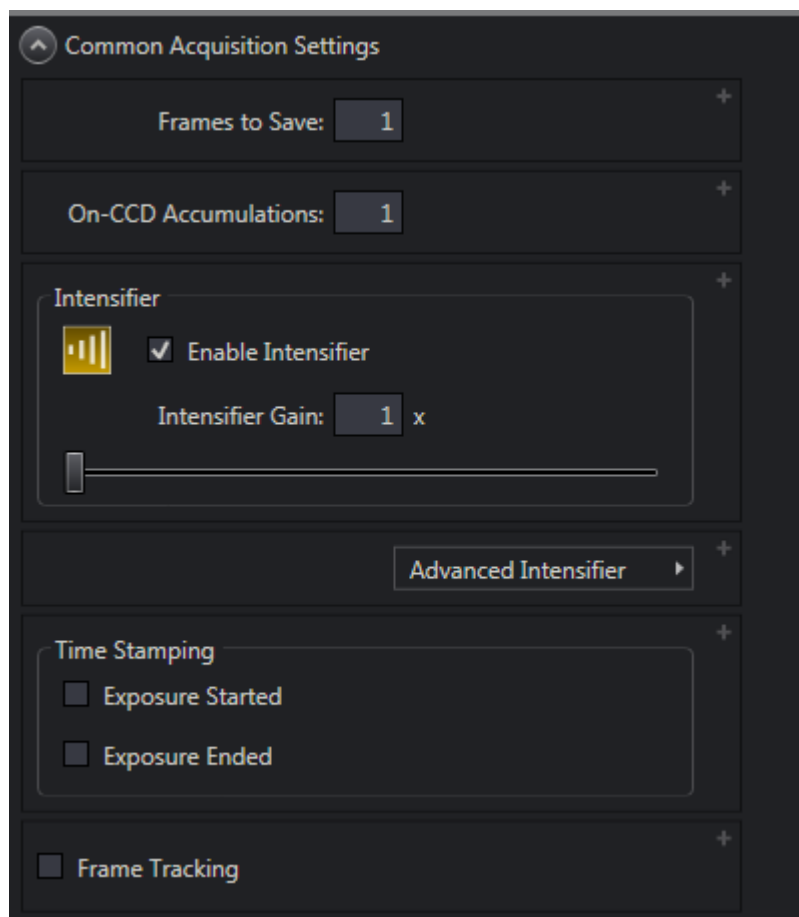 Common Acquisition Settings
Frames to Save: 1
On-CCD Accumulations: 1
Intensifier
Enable Intensifier
Intensifier Gain: 1 x
Advanced Intensifier
Time Stamping
Exposure Started
Exposure Ended
Frame Tracking